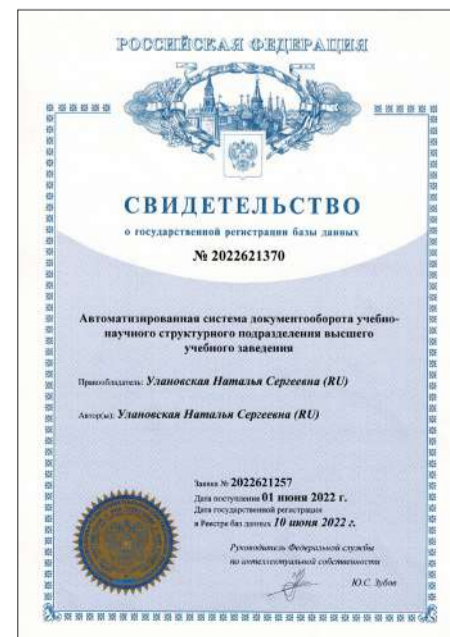 РОССИЙСКАЯ ФЕДЕРАЦИЯ
СВИДЕТЕЛЬСТВО
о государственной регистрации базы данных
№ 2022621370
Автоматизированная система документооборота учебно-
научного структурного подразделения высшего
учебного заведения
Правообладатель: Улановская Наталья Сергеевна (RU)
Автор(ы): Улановская Наталья Сергеевна (RU)
Заявка № 2022621257
Дата поступления 01 июня 2022 г.
Дата государственной регистрации
в Реестре баз данных 10 июня 2022 г.
Руководитель Федеральной службы
по интеллектуальной собственности
Ю.С. Зубов